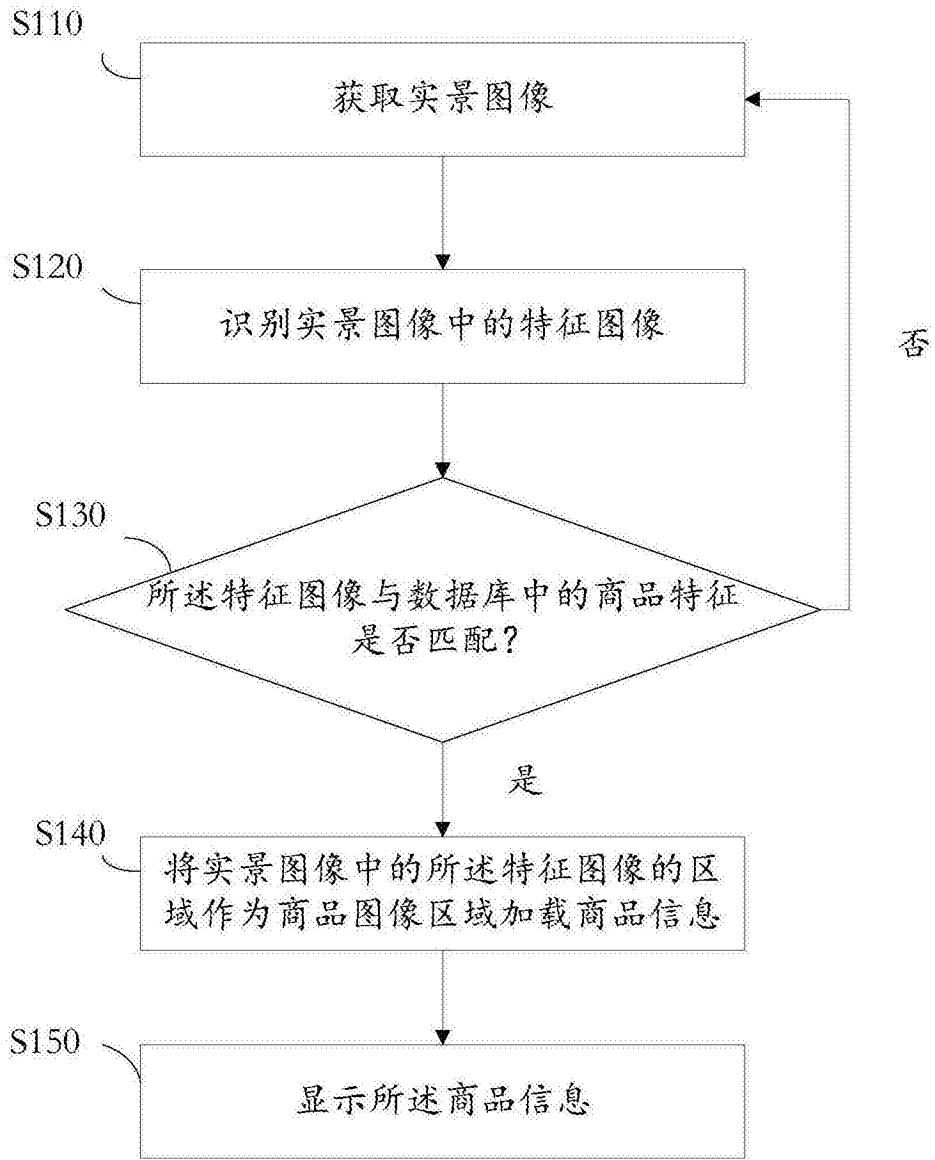 S110
获取实景图像
S120
识别实景图像中的特征图像
否
S130
所述特征图像与数据库中的商品特征
是否匹配?
是
S140
将实景图像中的所述特征图像的区
域作为商品图像区域加载商品信息
S150
显示所述商品信息